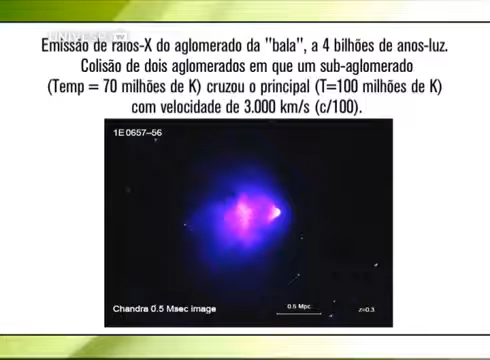 UNIVESP TV
Emissão de raios-X do aglomerado da "bala", a 4 bilhões de anos-luz.
Colisão de dois aglomerados em que um sub-aglomerado
(Temp = 70 milhões de K) cruzou o principal (T=100 milhões de K)
com velocidade de 3.000 km/s (c/100).
1E 0657–56
Chandra 0.5 Msec image
0.5 Mpc
z=0.3